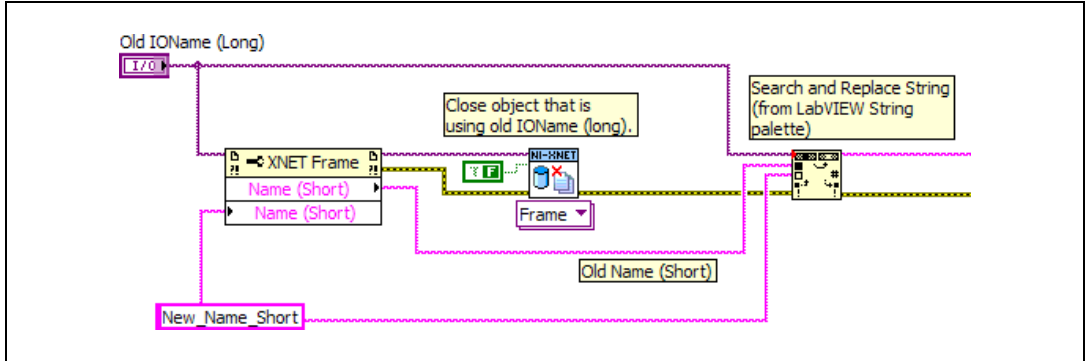 Old IOName (Long)
I/O
Close object that is
using old IOName (long).
Search and Replace String
(from LabVIEW String
palette)
XNET Frame
Name (Short)
Name (Short)
NI-XNET
? F
Frame
Old Name (Short)
New_Name_Short